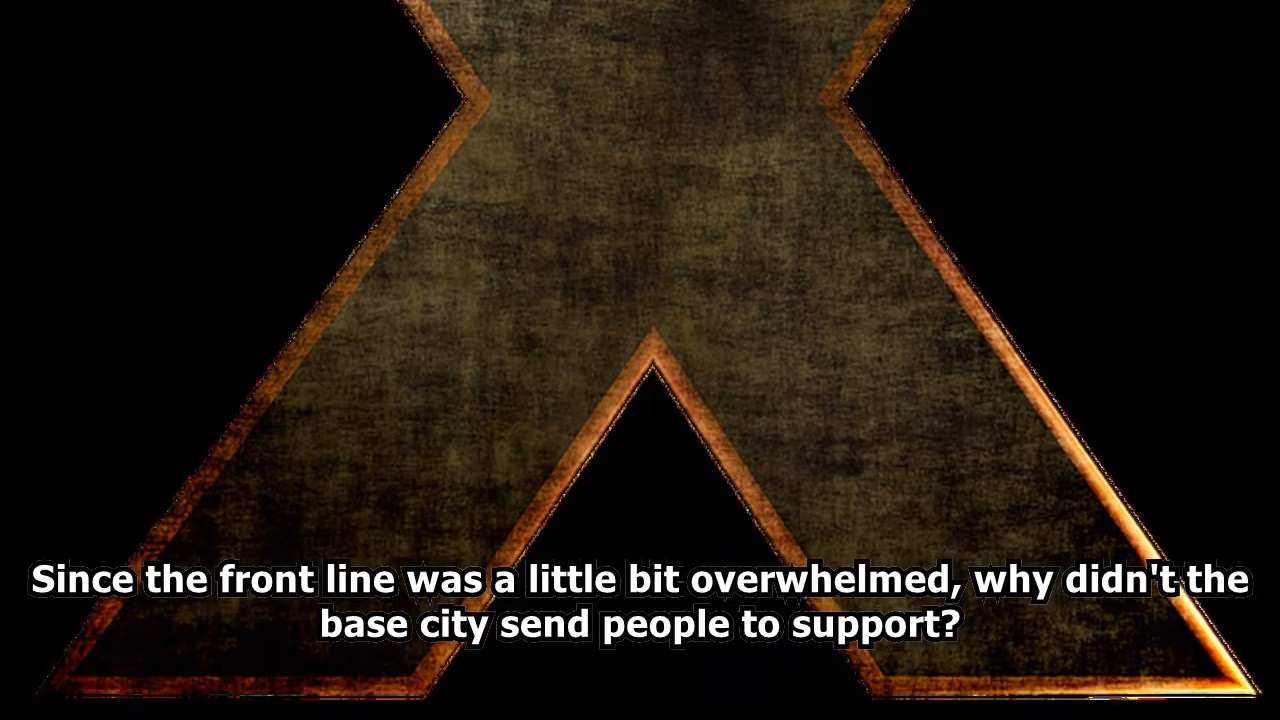 Since the front line was a little bit overwhelmed, why didn't the
base city send people to support?